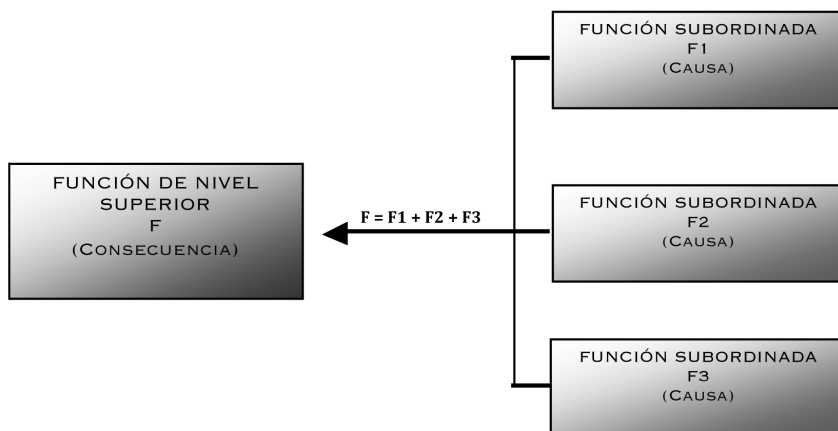 FUNCIÓN SUBORDINADA
F1
(CAUSA)
FUNCIÓN DE NIVEL
SUPERIOR
F
(CONSECUENCIA)
F = F1 + F2 + F3
FUNCIÓN SUBORDINADA
F2
(CAUSA)
FUNCIÓN SUBORDINADA
F3
(CAUSA)